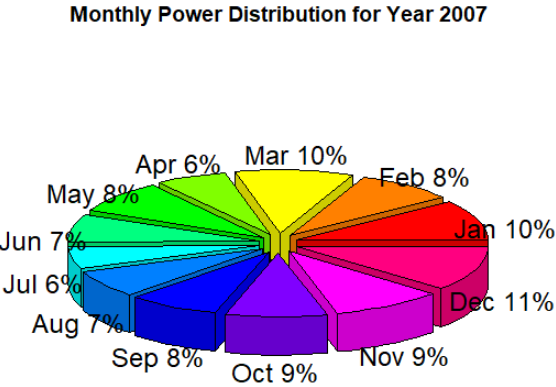 Monthly Power Distribution for Year 2007
Mar 10%
Apr 6%
Feb 8%
May 8%
Jan 10%
Jun 7%
Jul 6%
Dec 11%
Aug 7%
Sep 8%
Nov 9%
Oct 9%